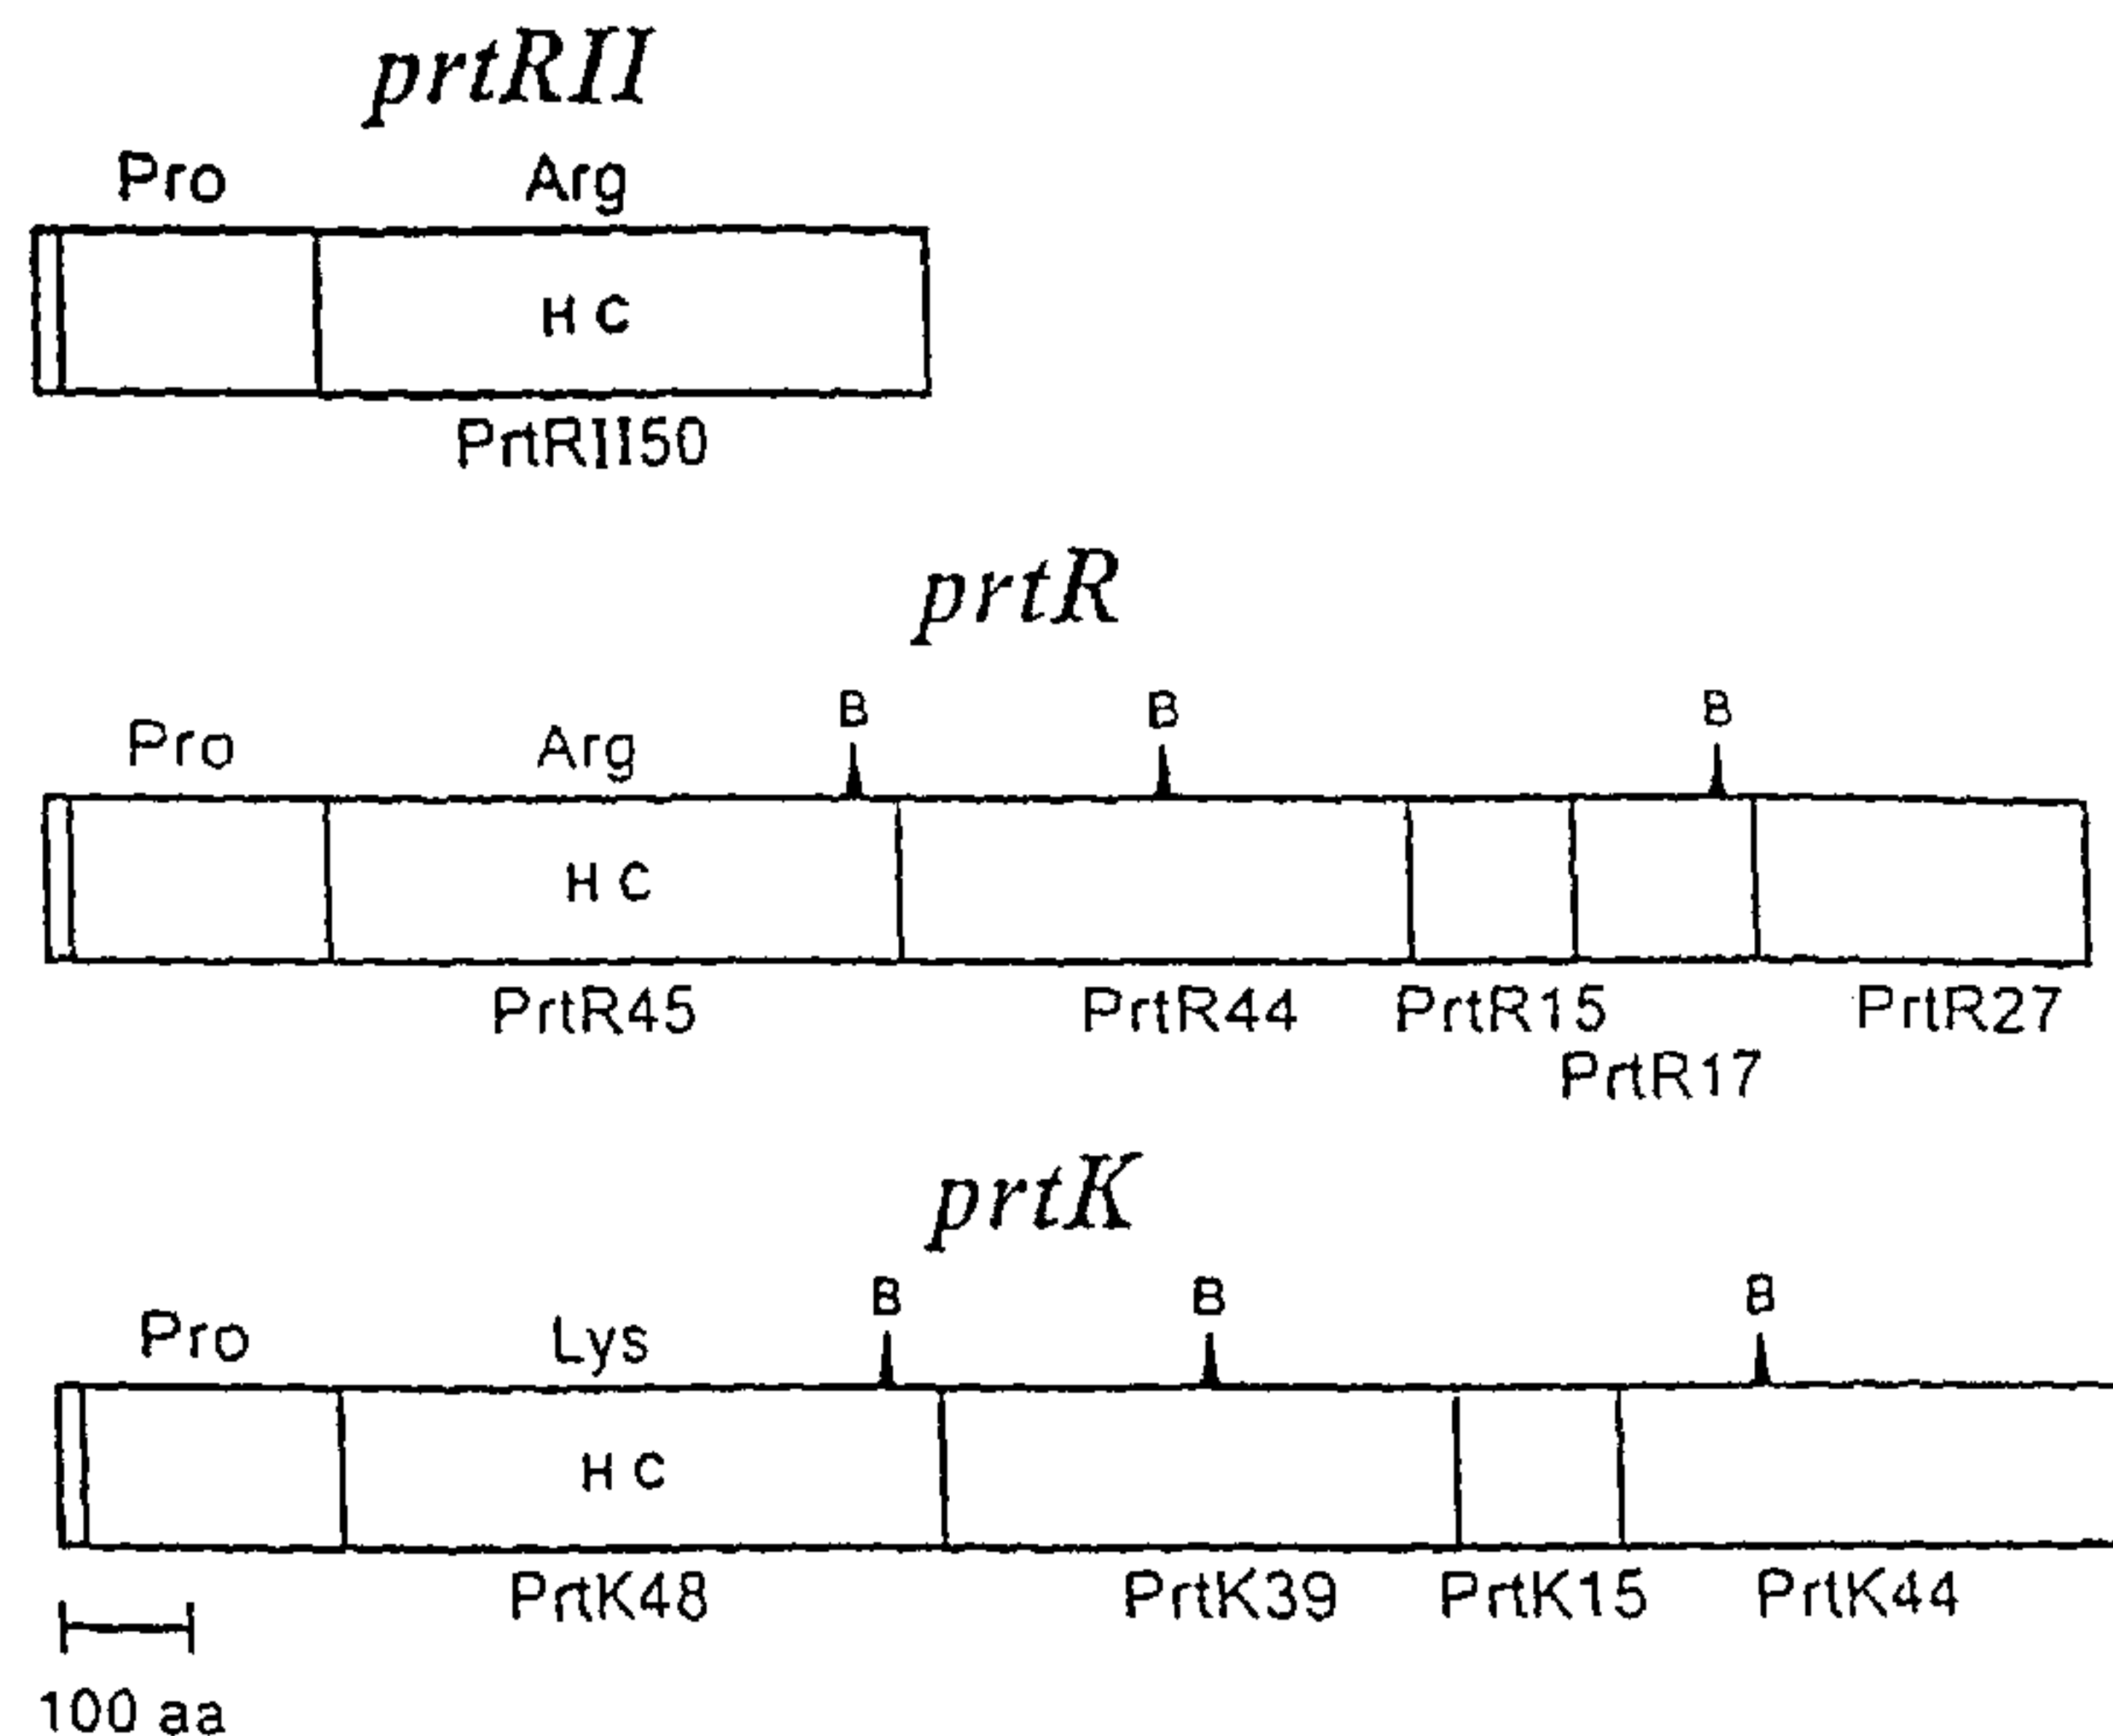 prtRII
Pro Arg
H C
PrtRII50
prtR
B B B
Pro Arg
H C
PrtR45 PrtR44 PrtR15 PrtR27
PrtR17
prtK
B B B
Pro Lys
H C
PrtK48 PrtK39 PrtK15 PrtK44
100 aa